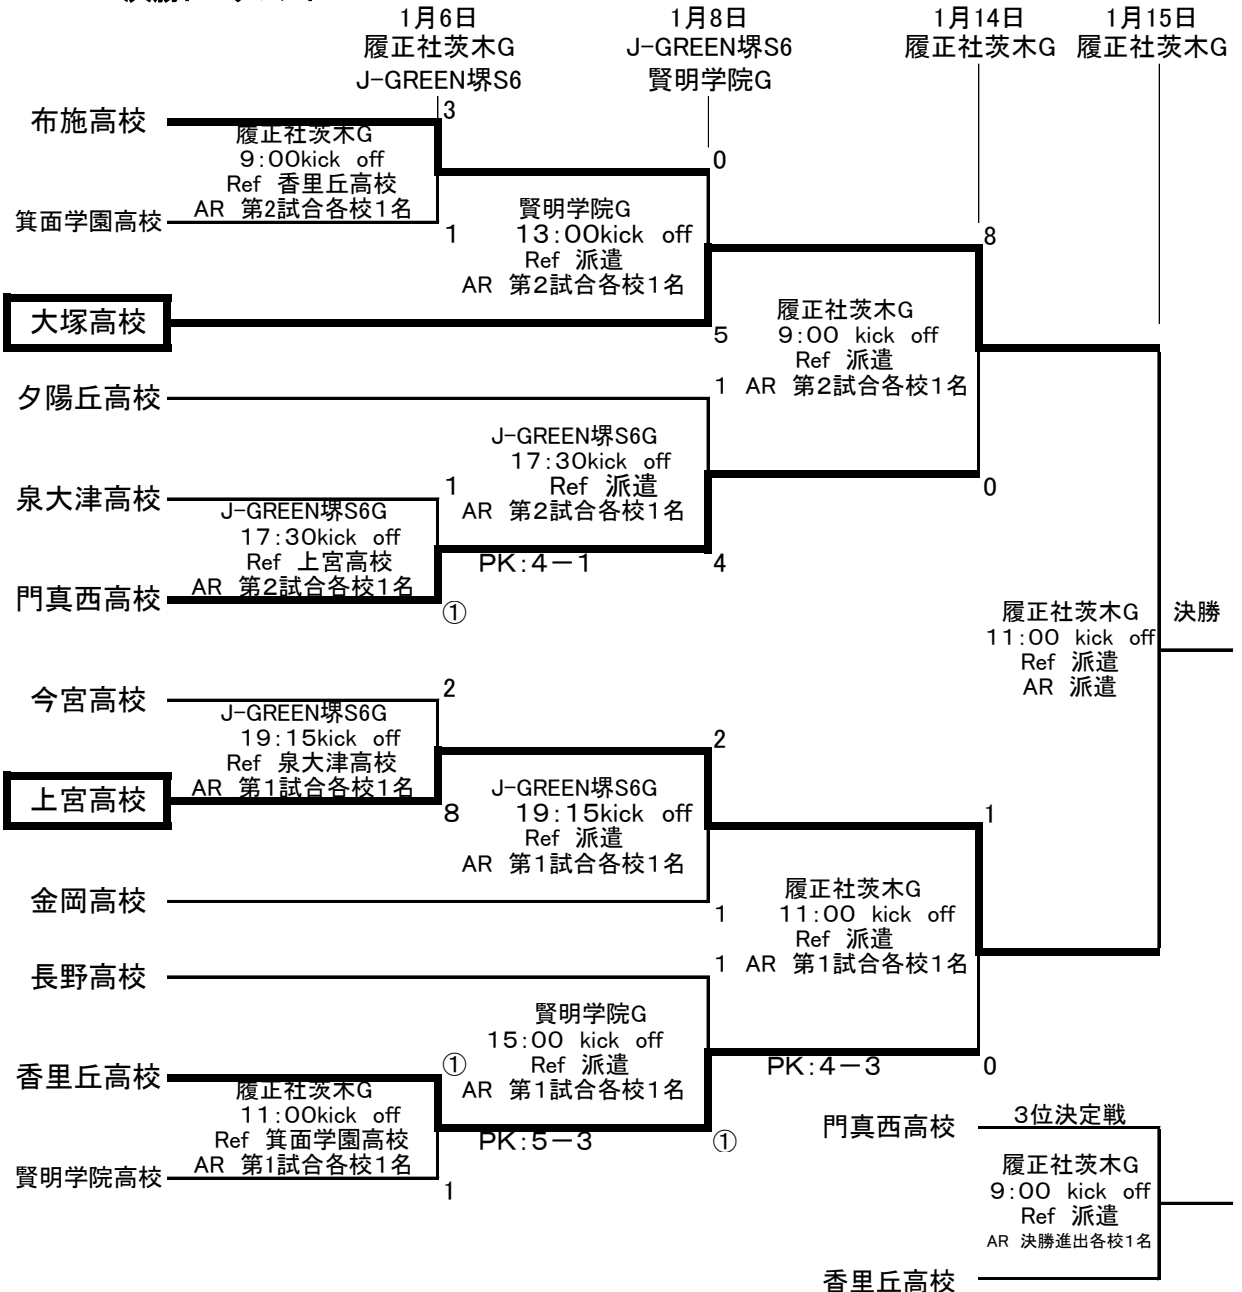 1月6日
履正社茨木G
J-GREEN堺S6
1月8日
J-GREEN堺S6
賢明学院G
1月14日
履正社茨木G
1月15日
履正社茨木G
布施高校
箕面学園高校
大塚高校
夕陽丘高校
泉大津高校
門真西高校
今宮高校
上宮高校
金岡高校
長野高校
香里丘高校
賢明学院高校
3
履正社茨木G
9:00kick off
Ref 香里丘高校
AR 第2試合各校1名
1
1
J-GREEN堺S6G
17:30kick off
Ref 上宮高校
AR 第2試合各校1名
①
2
J-GREEN堺S6G
19:15kick off
Ref 泉大津高校
AR 第1試合各校1名
8
①
履正社茨木G
11:00kick off
Ref 箕面学園高校
AR 第1試合各校1名
1
0
賢明学院G
13:00kick off
Ref 派遣
AR 第2試合各校1名
5
1
J-GREEN堺S6G
17:30kick off
Ref 派遣
AR 第2試合各校1名
PK:4-1
4
2
J-GREEN堺S6G
19:15kick off
Ref 派遣
AR 第1試合各校1名
1
1
賢明学院G
15:00 kick off
Ref 派遣
AR 第1試合各校1名
PK:5-3
①
8
履正社茨木G
9:00 kick off
Ref 派遣
AR 第2試合各校1名
0
1
履正社茨木G
11:00 kick off
Ref 派遣
AR 第1試合各校1名
PK:4-3
0
履正社茨木G
11:00 kick off
Ref 派遣
AR 派遣
決勝
門真西高校
3位決定戦
履正社茨木G
9:00 kick off
Ref 派遣
AR 決勝進出各校1名
香里丘高校